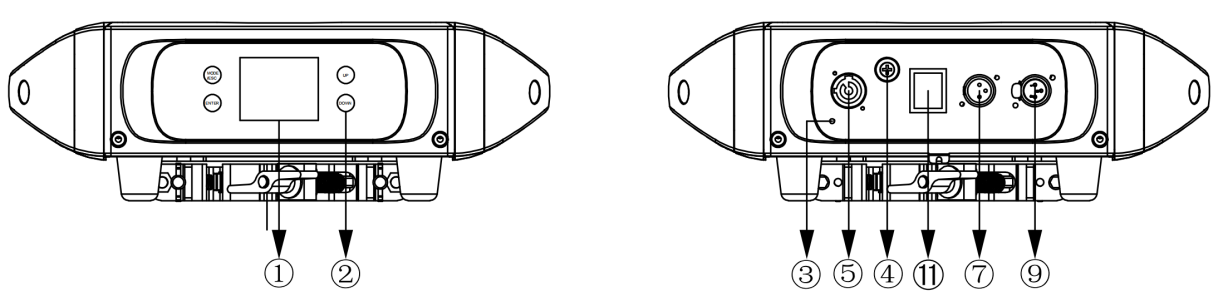 MODE
/ESC
UP
ENTER
DOWN
① ② ③ ⑤ ④ ⑪ ⑦ ⑨